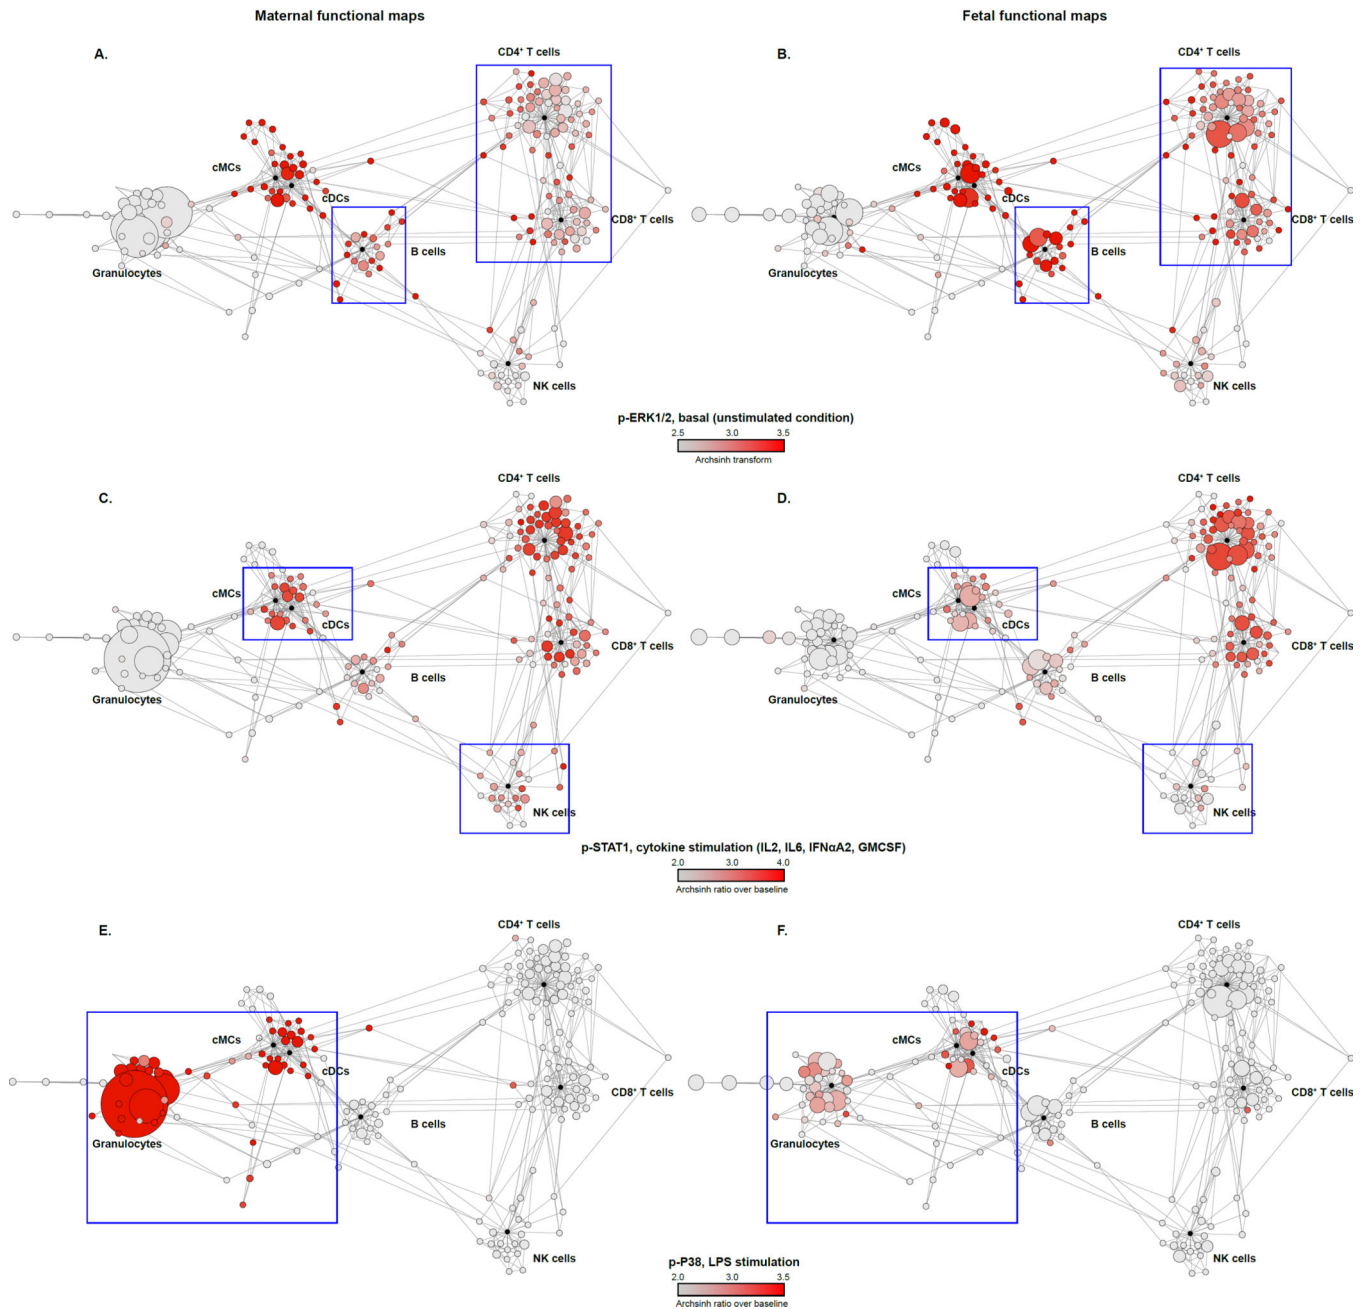 Maternal functional maps
Fetal functional maps
A.
CD4⁺ T cells
cMCs
cDCs
CD8⁺ T cells
B cells
Granulocytes
NK cells
B.
CD4⁺ T cells
cMCs
cDCs
CD8⁺ T cells
B cells
Granulocytes
NK cells
p-ERK1/2, basal (unstimulated condition)
2.5 3.0 3.5
Archsinh transform
C.
CD4⁺ T cells
cMCs
cDCs
CD8⁺ T cells
B cells
Granulocytes
NK cells
D.
CD4⁺ T cells
cMCs
cDCs
CD8⁺ T cells
B cells
Granulocytes
NK cells
p-STAT1, cytokine stimulation (IL2, IL6, IFNαA2, GMCSF)
2.0 3.0 4.0
Archsinh ratio over baseline
E.
CD4⁺ T cells
cMCs
cDCs
CD8⁺ T cells
B cells
Granulocytes
NK cells
F.
CD4⁺ T cells
cMCs
cDCs
CD8⁺ T cells
B cells
Granulocytes
NK cells
p-P38, LPS stimulation
2.0 3.0 3.5
Archsinh ratio over baseline